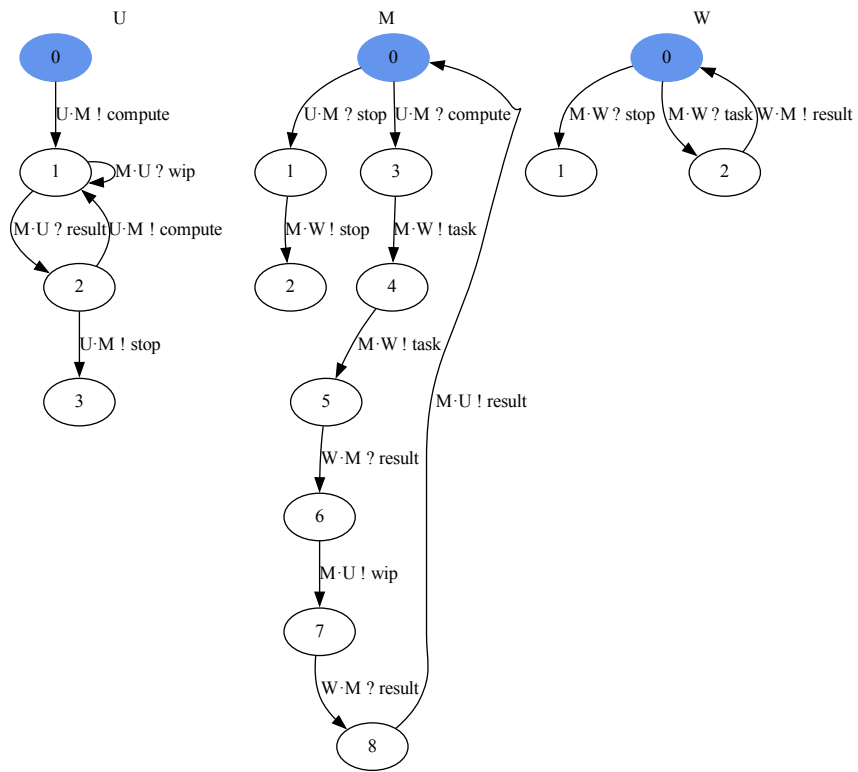 U M W
0 0 0
U·M ! compute U·M ? stop U·M ? compute M·W ? stop M·W ? task W·M ! result
1 M·U ? wip 1 3 1 2
M·U ? result U·M ! compute M·W ! stop M·W ! task
2 2 4
U·M ! stop M·W ! task
3 5 M·U ! result
W·M ? result
6
M·U ! wip
7
W·M ? result
8